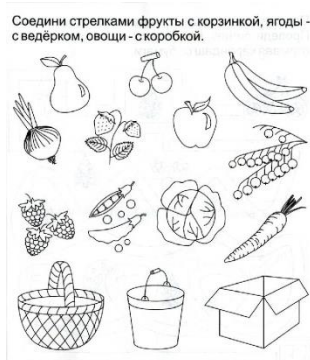 Соедини стрелками фрукты с корзинкой, ягоды -
с ведёрком, овощи - с коробкой.